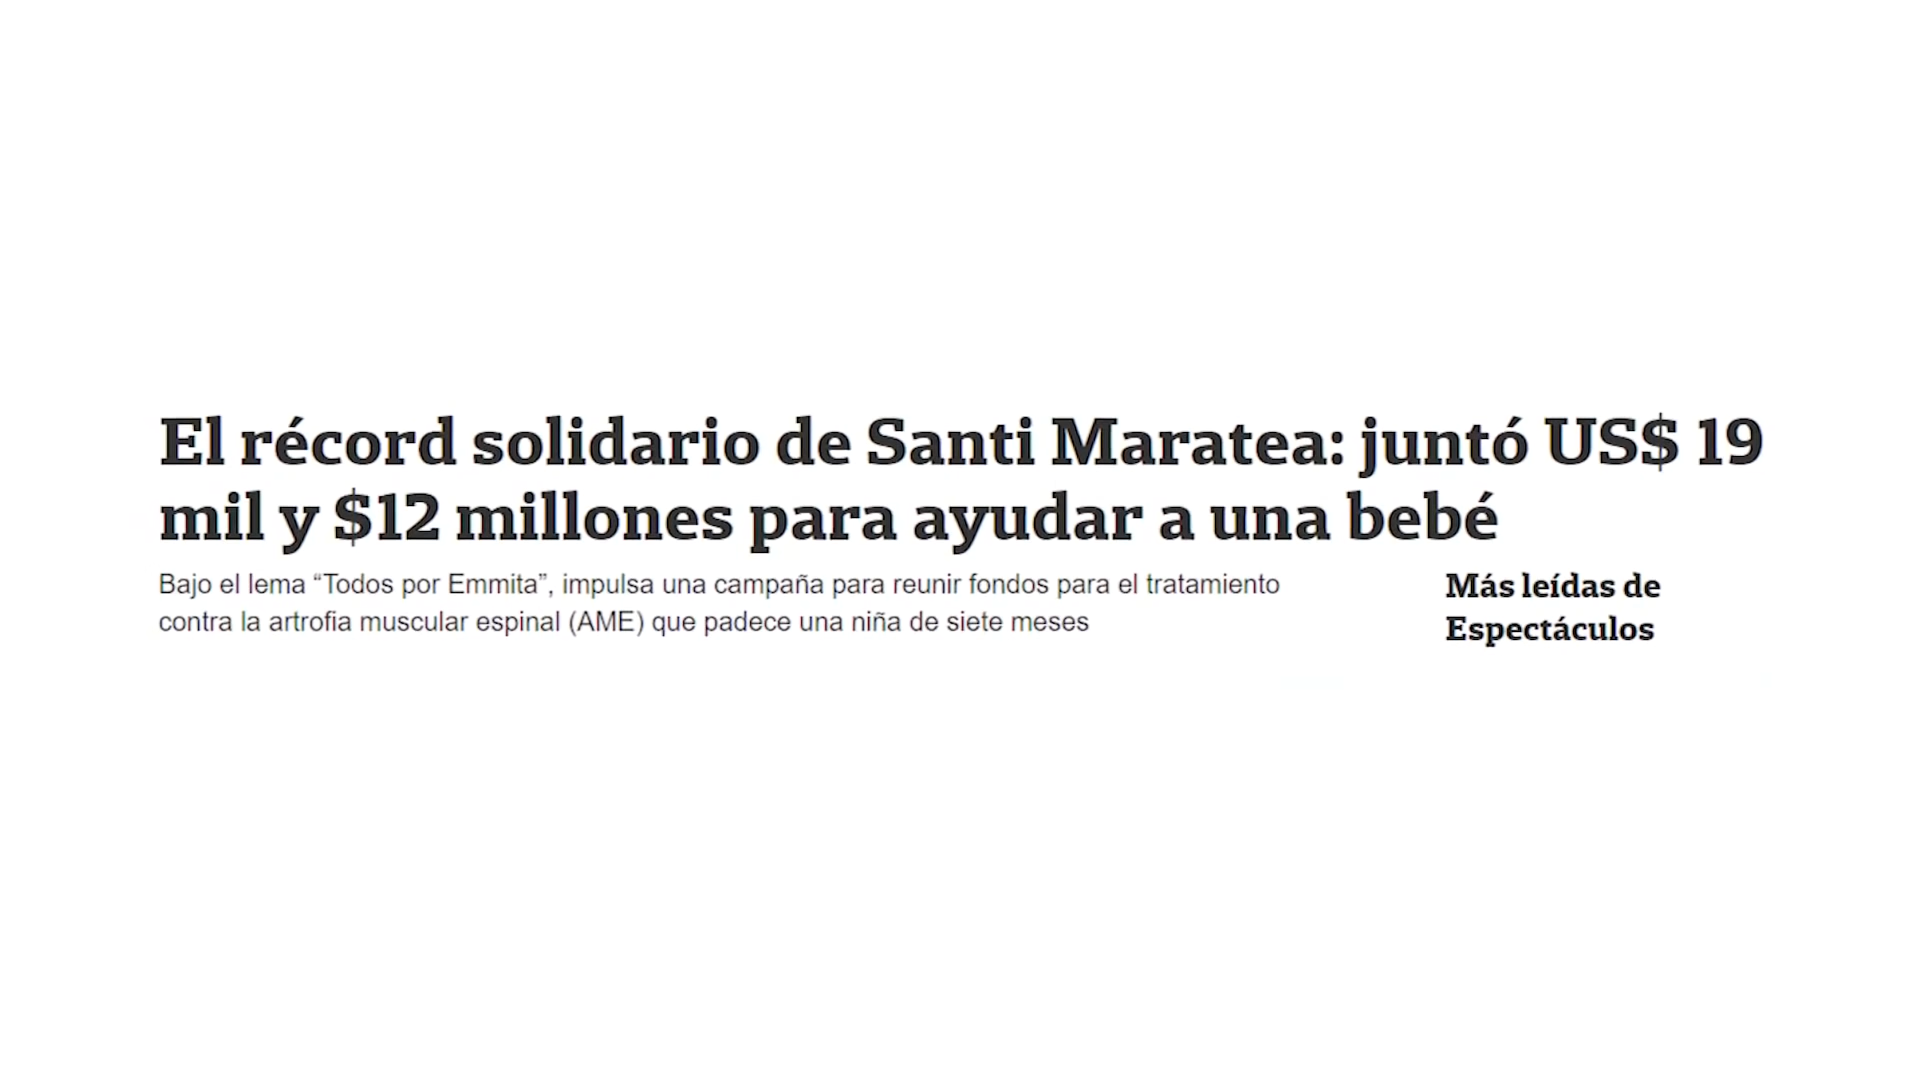 El récord solidario de Santi Maratea: juntó US$ 19
mil y $12 millones para ayudar a una bebé
Bajo el lema “Todos por Emmita”, impulsa una campaña para reunir fondos para el tratamiento
contra la artrofia muscular espinal (AME) que padece una niña de siete meses
Más leídas de
Espectáculos